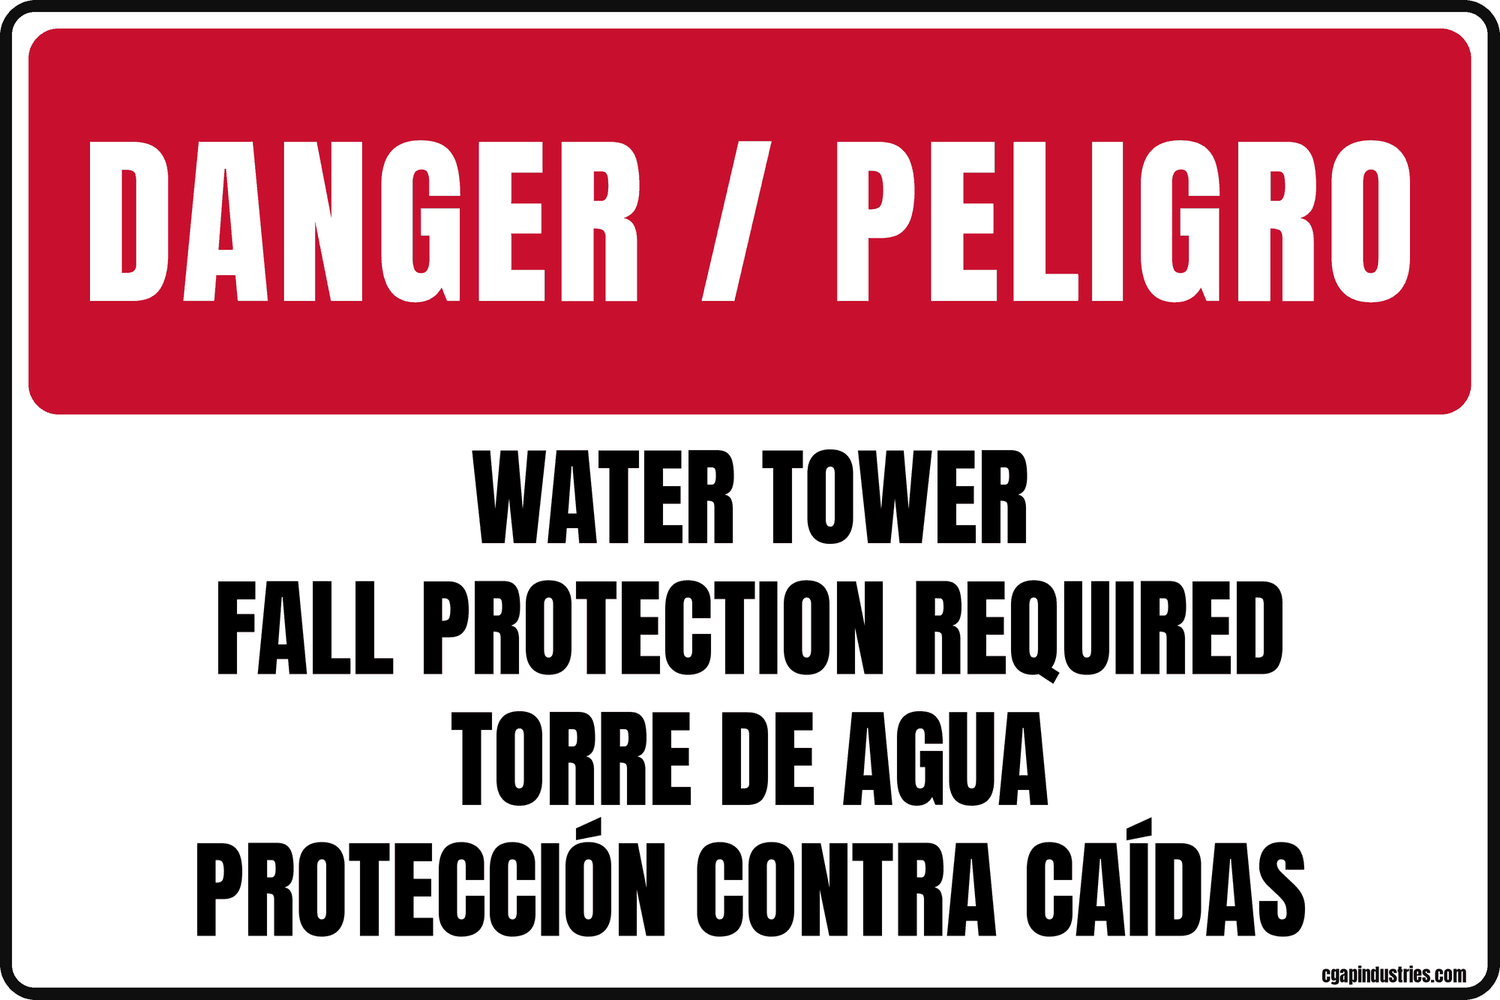 DANGER / PELIGRO
WATER TOWER
FALL PROTECTION REQUIRED
TORRE DE AGUA
PROTECCIÓN CONTRA CAÍDAS
cgapindustries.com